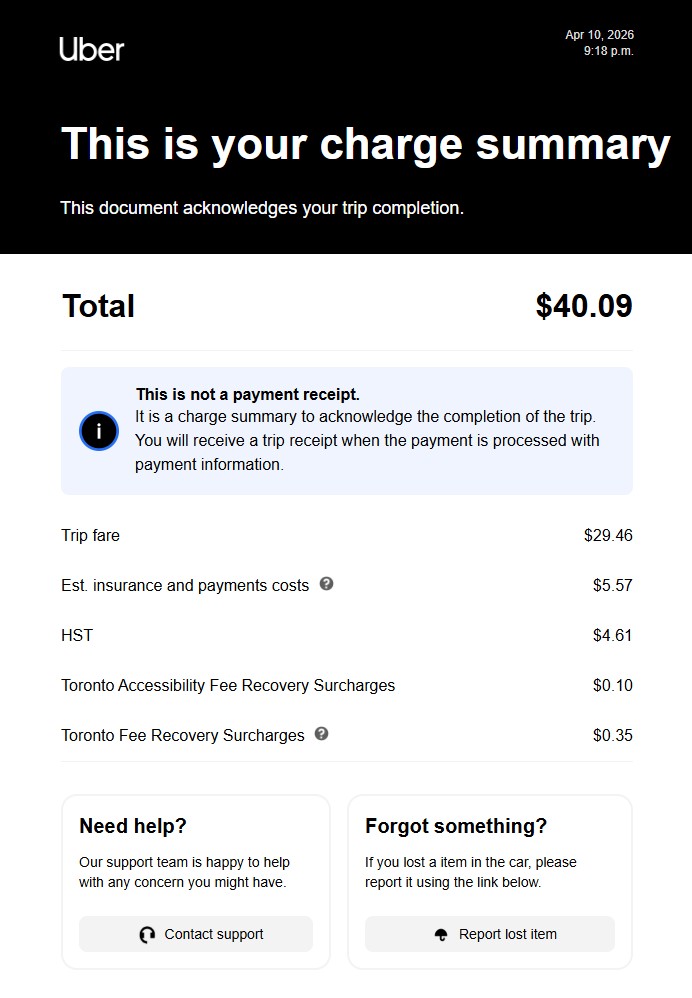 Uber
Apr 10, 2026
9:18 p.m.
This is your charge summary
This document acknowledges your trip completion.
Total $40.09
This is not a payment receipt.
It is a charge summary to acknowledge the completion of the trip.
You will receive a trip receipt when the payment is processed with
payment information.
Trip fare $29.46
Est. insurance and payments costs ? $5.57
HST $4.61
Toronto Accessibility Fee Recovery Surcharges $0.10
Toronto Fee Recovery Surcharges ? $0.35
Need help?
Our support team is happy to help
with any concern you might have.
Contact support
Forgot something?
If you lost a item in the car, please
report it using the link below.
Report lost item